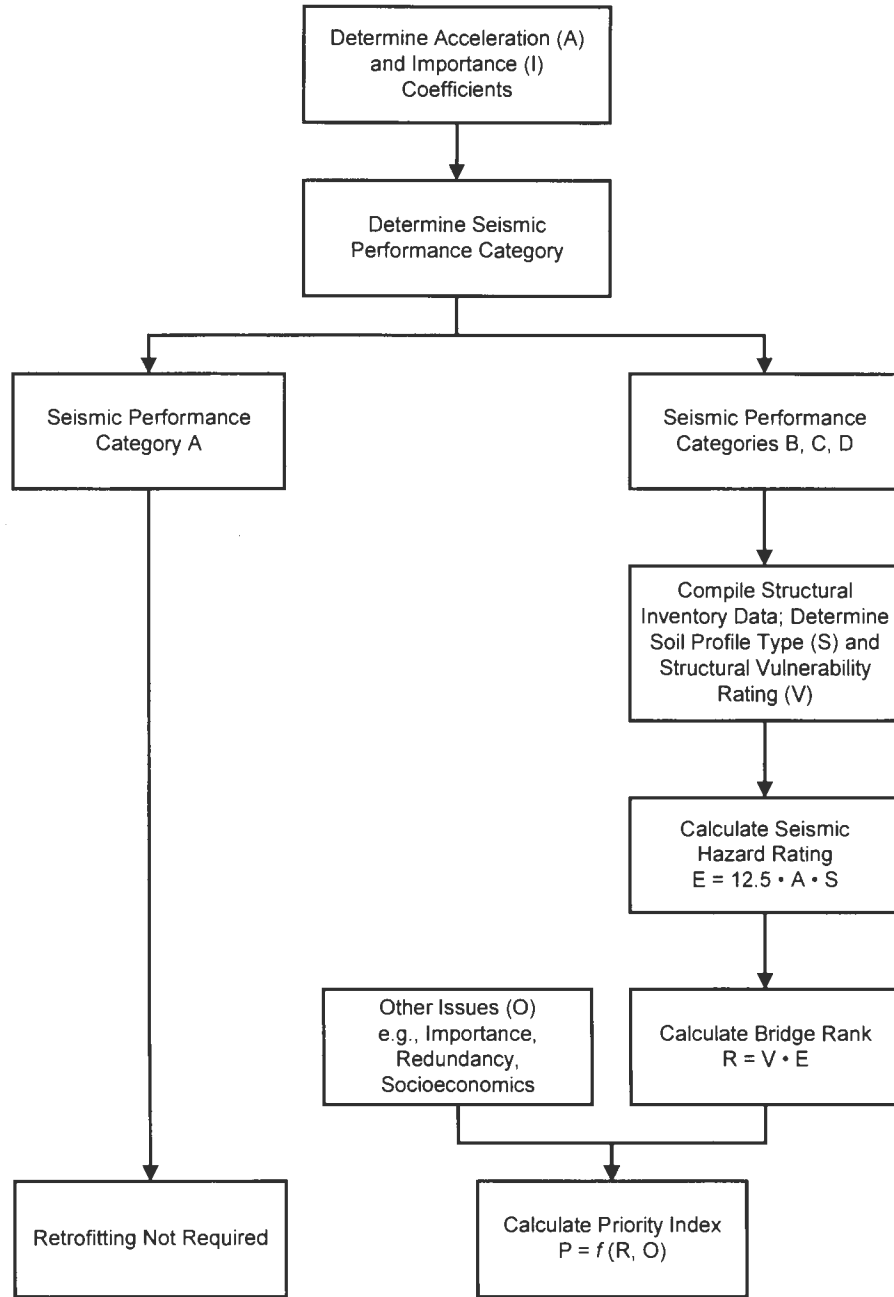 Determine Acceleration (A)
and Importance (I)
Coefficients
Determine Seismic
Performance Category
Seismic Performance
Category A
Seismic Performance
Categories B, C, D
Compile Structural
Inventory Data; Determine
Soil Profile Type (S) and
Structural Vulnerability
Rating (V)
Calculate Seismic
Hazard Rating
E = 12.5 • A • S
Other Issues (O)
e.g., Importance,
Redundancy,
Socioeconomics
Calculate Bridge Rank
R = V • E
Retrofitting Not Required
Calculate Priority Index
P = f (R, O)